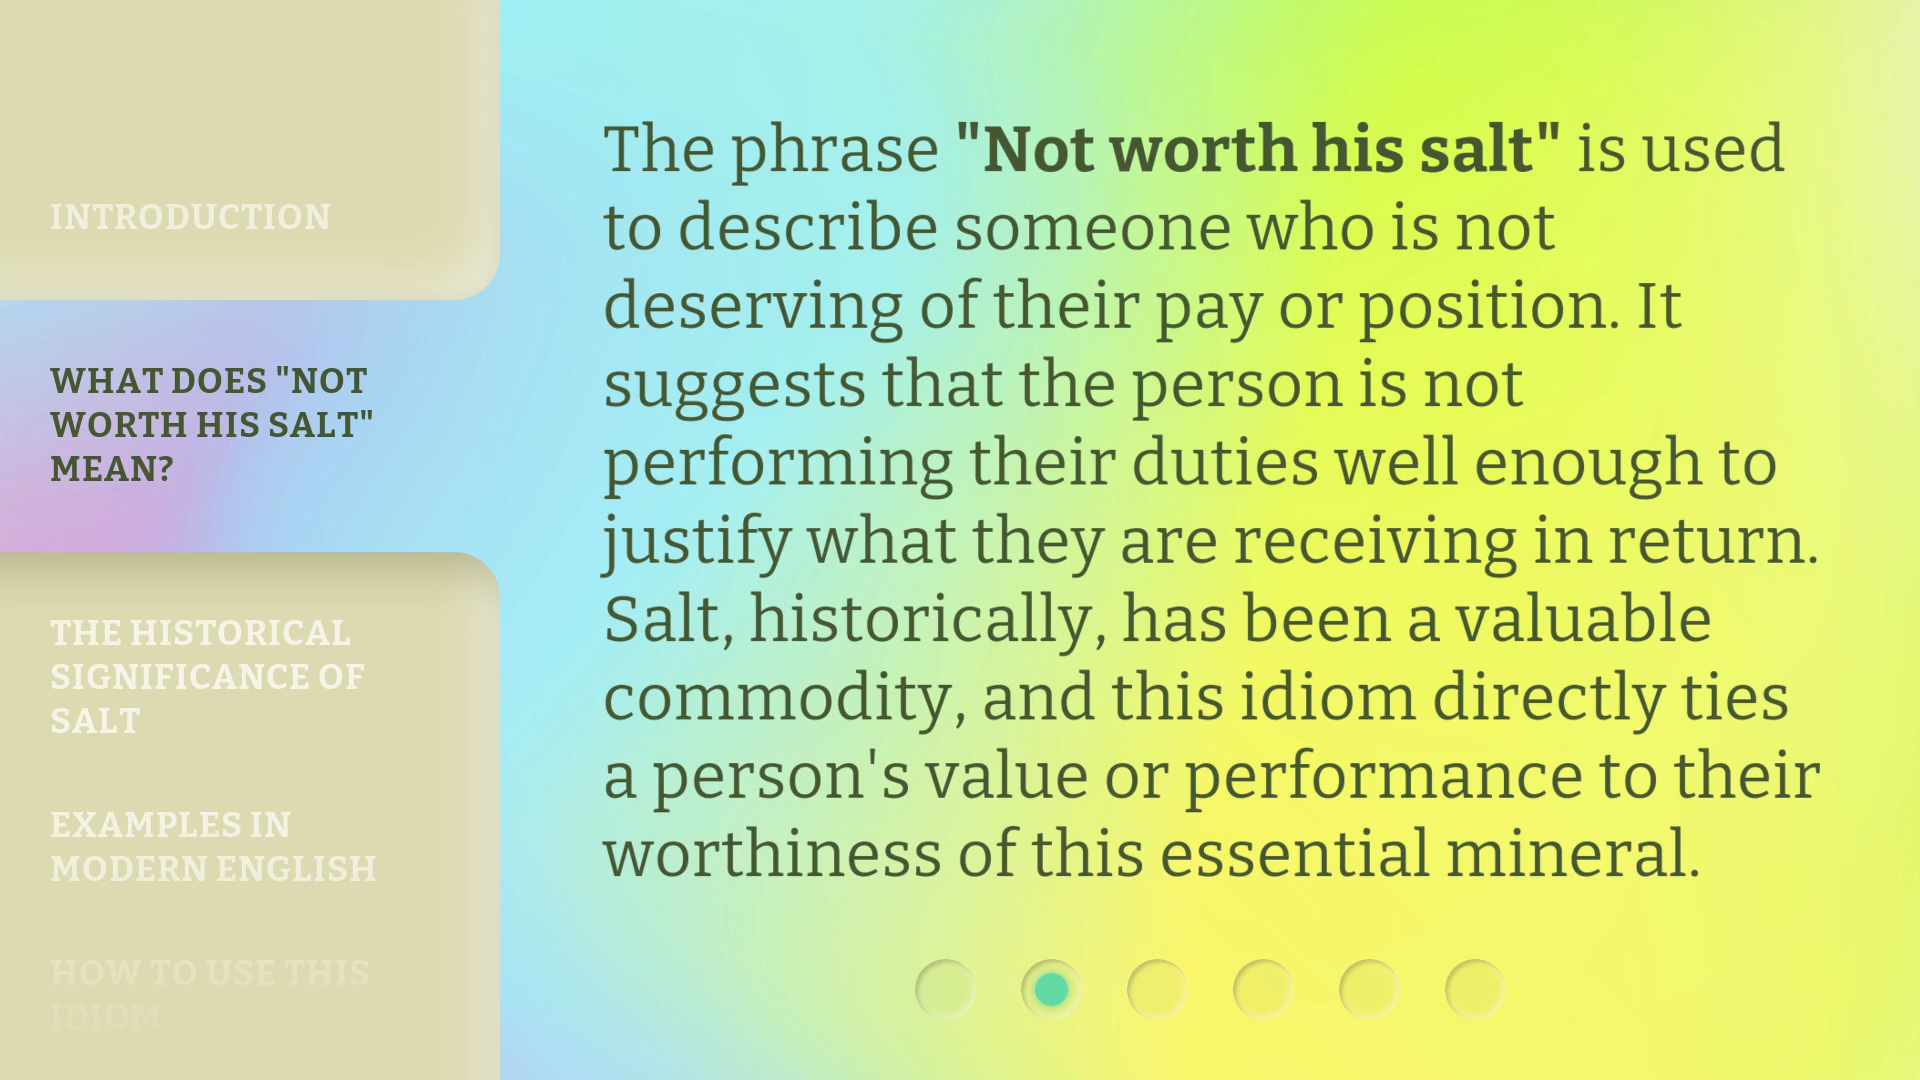 INTRODUCTION
WHAT DOES "NOT
WORTH HIS SALT"
MEAN?
THE HISTORICAL
SIGNIFICANCE OF
SALT
EXAMPLES IN
MODERN ENGLISH
HOW TO USE THIS
IDIOM
The phrase "Not worth his salt" is used
to describe someone who is not
deserving of their pay or position. It
suggests that the person is not
performing their duties well enough to
justify what they are receiving in return.
Salt, historically, has been a valuable
commodity, and this idiom directly ties
a person's value or performance to their
worthiness of this essential mineral.